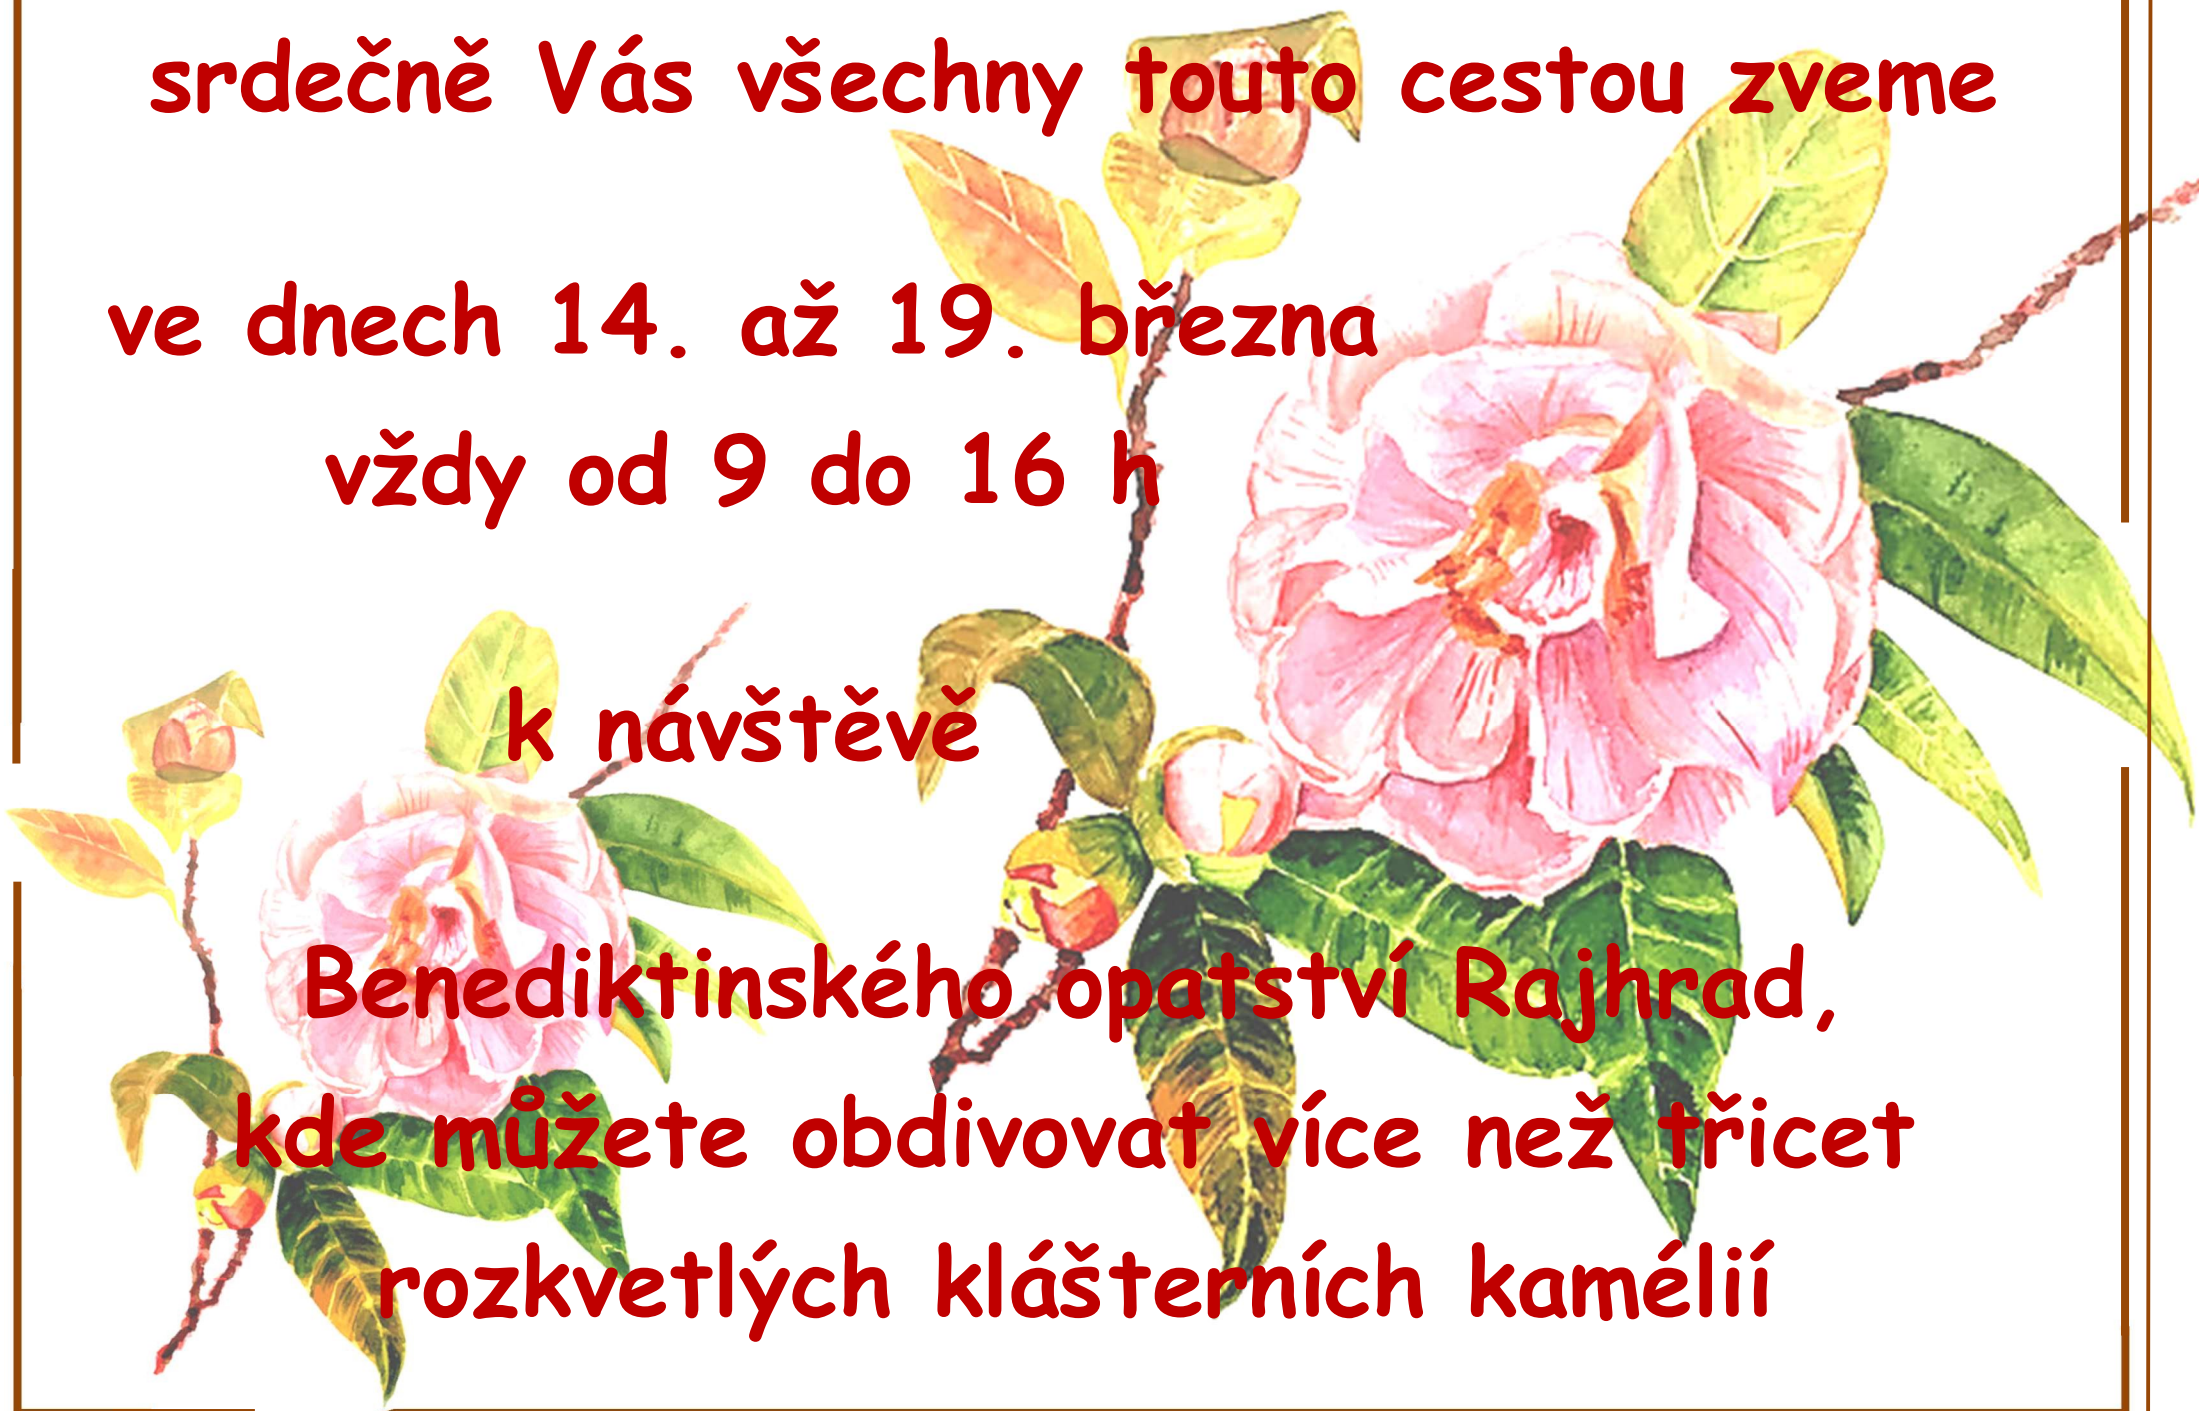 srdečně Vás všechny touto cestou zveme
ve dnech 14. až 19. března
vždy od 9 do 16 h
k návštěvě
Benediktinského opatství Rajhrad,
kde můžete obdivovat více než třicet
rozkvetlých klášterních kamélií